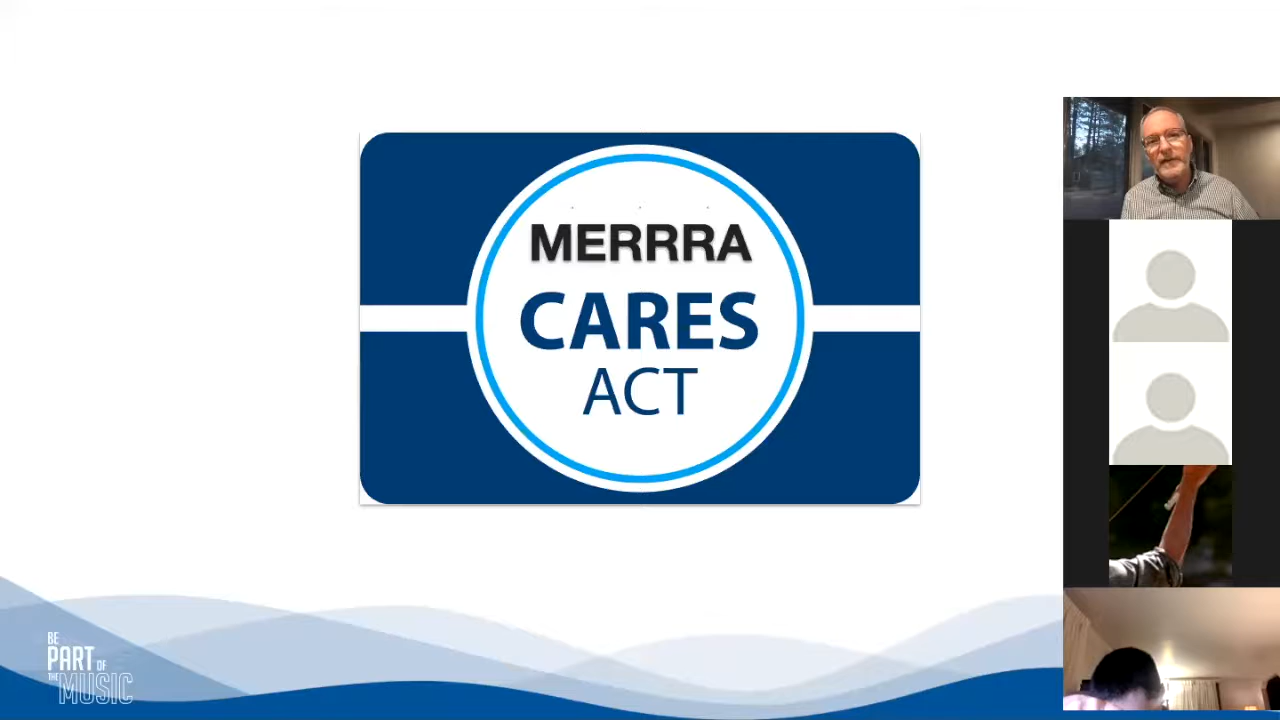 MERRRA
CARES
ACT
BE
PART OF
THE MUSIC